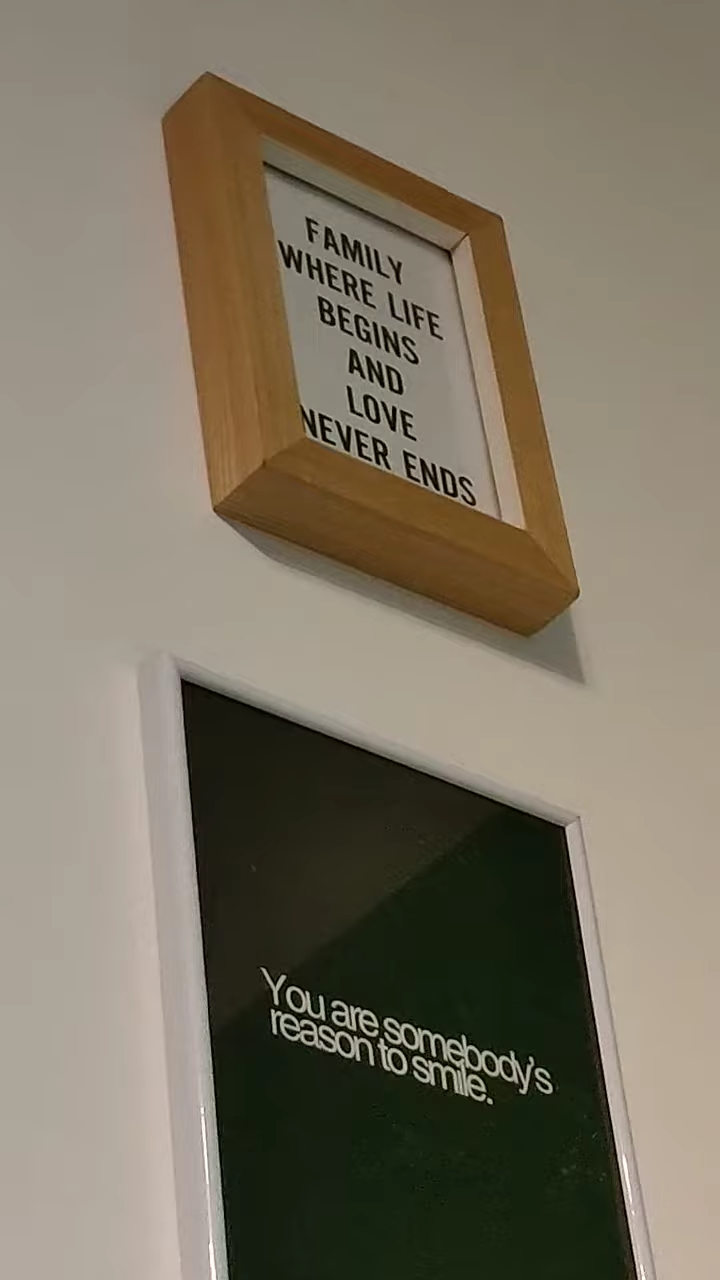 FAMILY
WHERE LIFE
BEGINS
AND
LOVE
NEVER ENDS
You are somebody's
reason to smile.